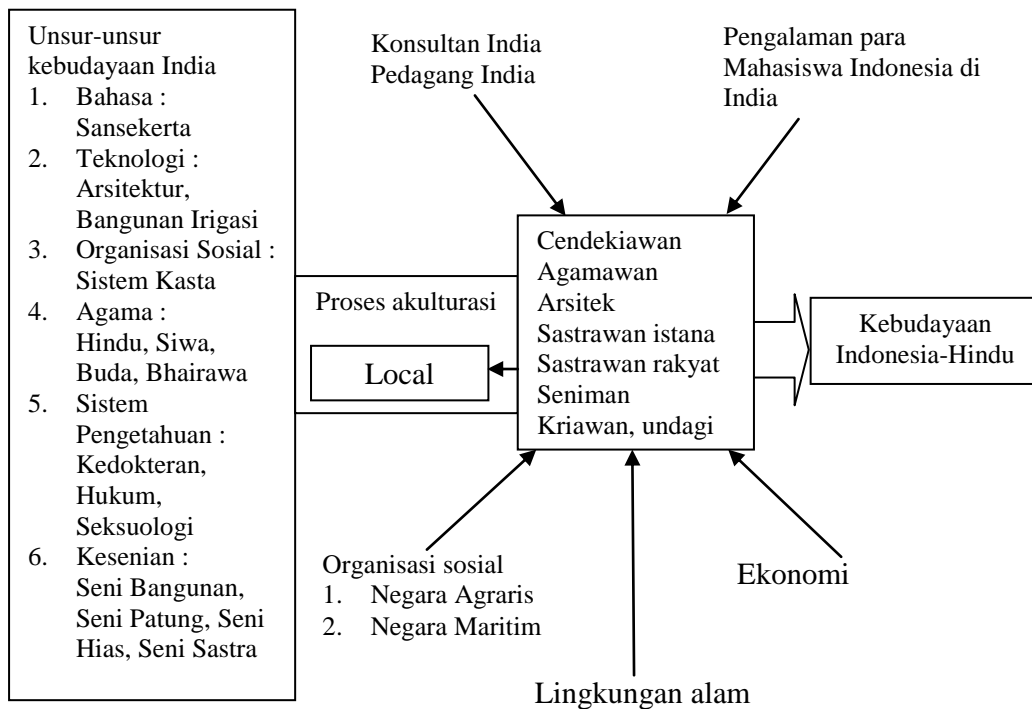 Unsur-unsur
kebudayaan India
1. Bahasa :
Sansekerta
2. Teknologi :
Arsitektur,
Bangunan Irigasi
3. Organisasi Sosial :
Sistem Kasta
4. Agama :
Hindu, Siwa,
Buda, Bhairawa
5. Sistem
Pengetahuan :
Kedokteran,
Hukum,
Seksuologi
6. Kesenian :
Seni Bangunan,
Seni Patung, Seni
Hias, Seni Sastra
Konsultan India
Pedagang India
Pengalaman para
Mahasiswa Indonesia di
India
Proses akulturasi
Local
Cendekiawan
Agamawan
Arsitek
Sastrawan istana
Sastrawan rakyat
Seniman
Kriawan, undagi
Kebudayaan
Indonesia-Hindu
Organisasi sosial
1. Negara Agraris
2. Negara Maritim
Ekonomi
Lingkungan alam